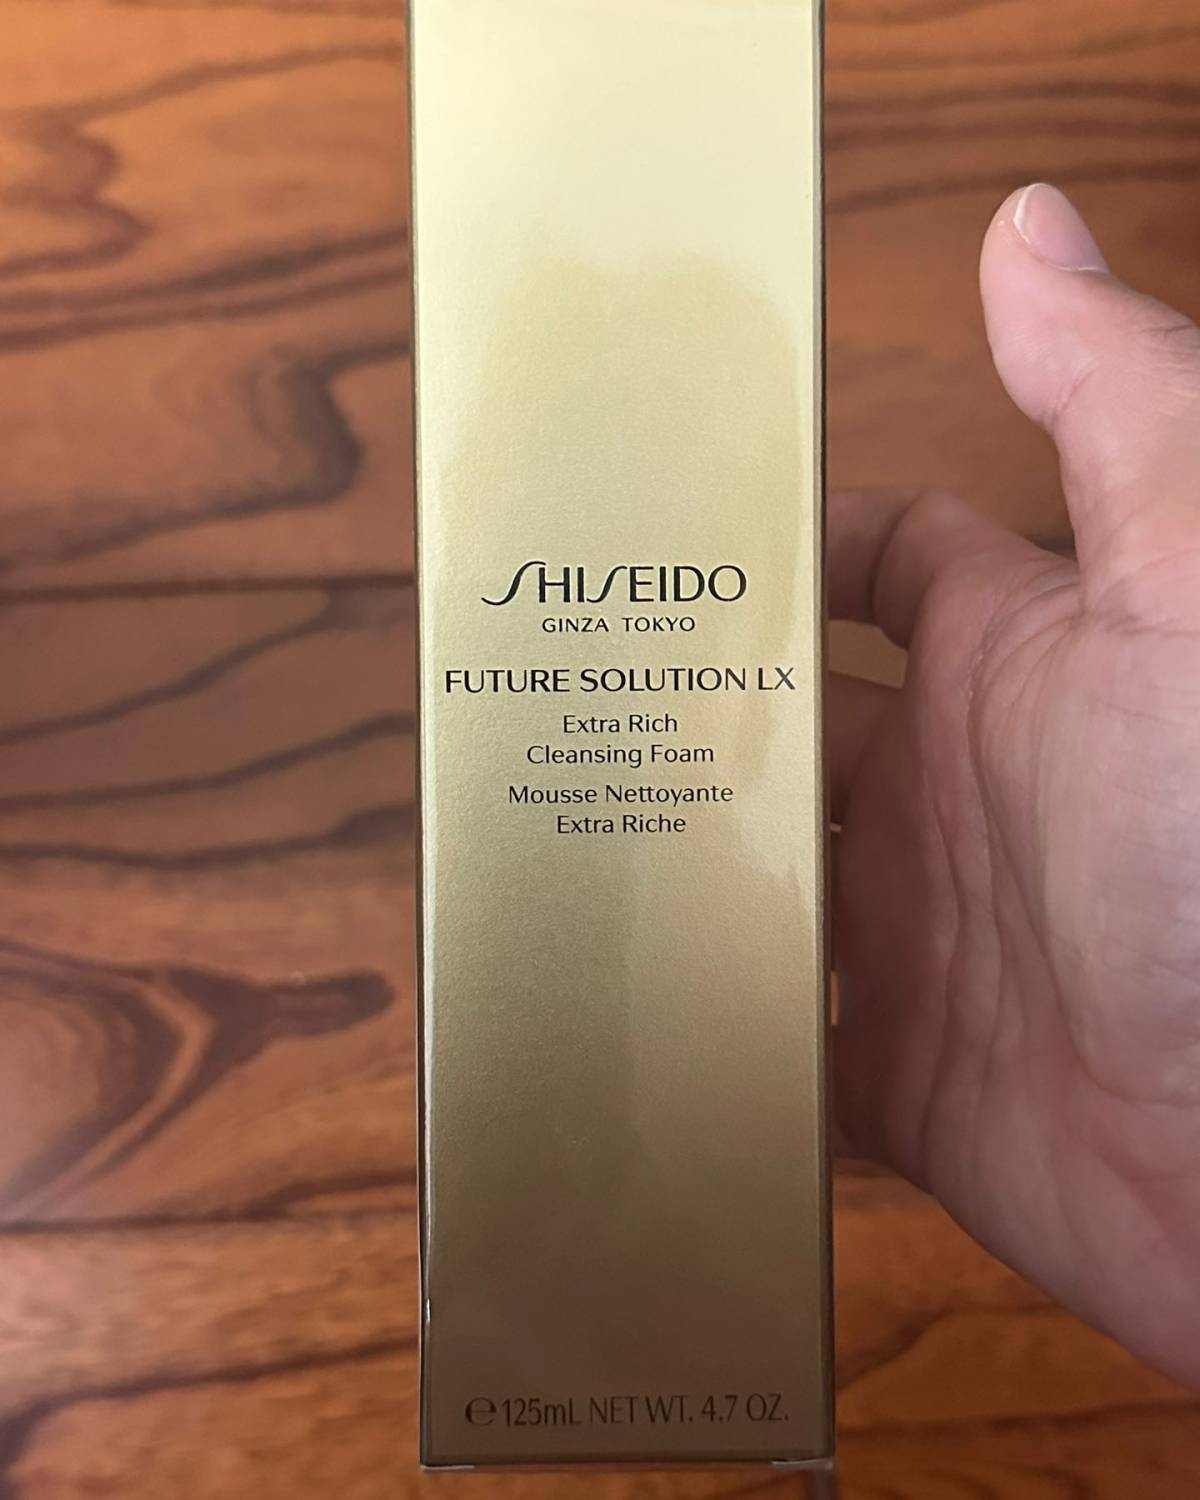 SHISEIDO
GINZA TOKYO
FUTURE SOLUTION LX
Extra Rich
Cleansing Foam
Mousse Nettoyante
Extra Riche
℮ 125mL NET WT. 4.7 OZ.